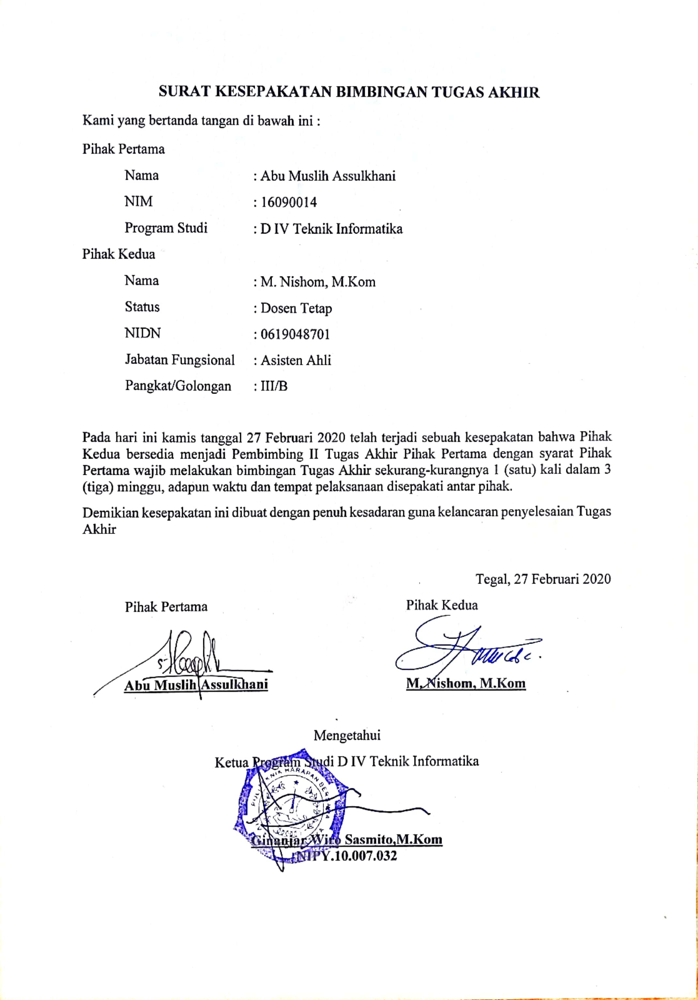 SURAT KESEPAKATAN BIMBINGAN TUGAS AKHIR
Kami yang bertanda tangan di bawah ini :
Pihak Pertama
Nama : Abu Muslih Assulkhani
NIM : 16090014
Program Studi : D IV Teknik Informatika
Pihak Kedua
Nama : M. Nishom, M.Kom
Status : Dosen Tetap
NIDN : 0619048701
Jabatan Fungsional : Asisten Ahli
Pangkat/Golongan : III/B
Pada hari ini kamis tanggal 27 Februari 2020 telah terjadi sebuah kesepakatan bahwa Pihak
Kedua bersedia menjadi Pembimbing II Tugas Akhir Pihak Pertama dengan syarat Pihak
Pertama wajib melakukan bimbingan Tugas Akhir sekurang-kurangnya 1 (satu) kali dalam 3
(tiga) minggu, adapun waktu dan tempat pelaksanaan disepakati antar pihak.
Demikian kesepakatan ini dibuat dengan penuh kesadaran guna kelancaran penyelesaian Tugas
Akhir
Tegal, 27 Februari 2020
Pihak Pertama
Pihak Kedua
Abu Muslih Assulkhani
M. Nishom, M.Kom
Mengetahui
Ketua Program Studi D IV Teknik Informatika
HARAPAN
Ginanjar Wiro Sasmito,M.Kom
NIPY.10.007.032